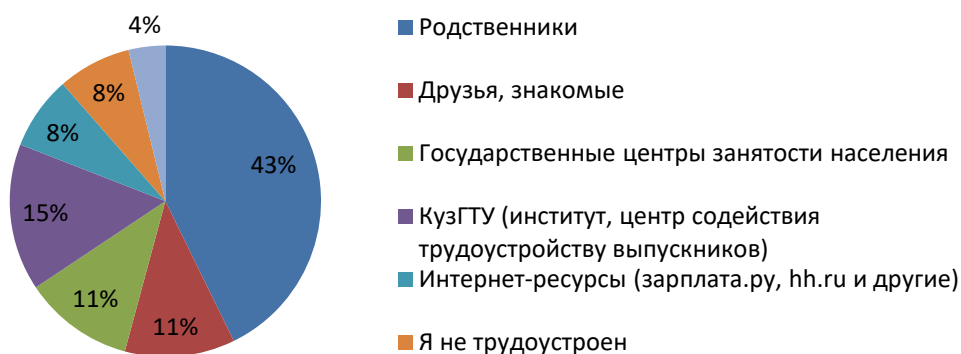 4%
8%
8%
15%
11%
11%
43%
Родственники
Друзья, знакомые
Государственные центры занятости населения
КузГТУ (институт, центр содействия
трудоустройству выпускников)
Интернет-ресурсы (зарплата.ру, hh.ru и другие)
Я не трудоустроен